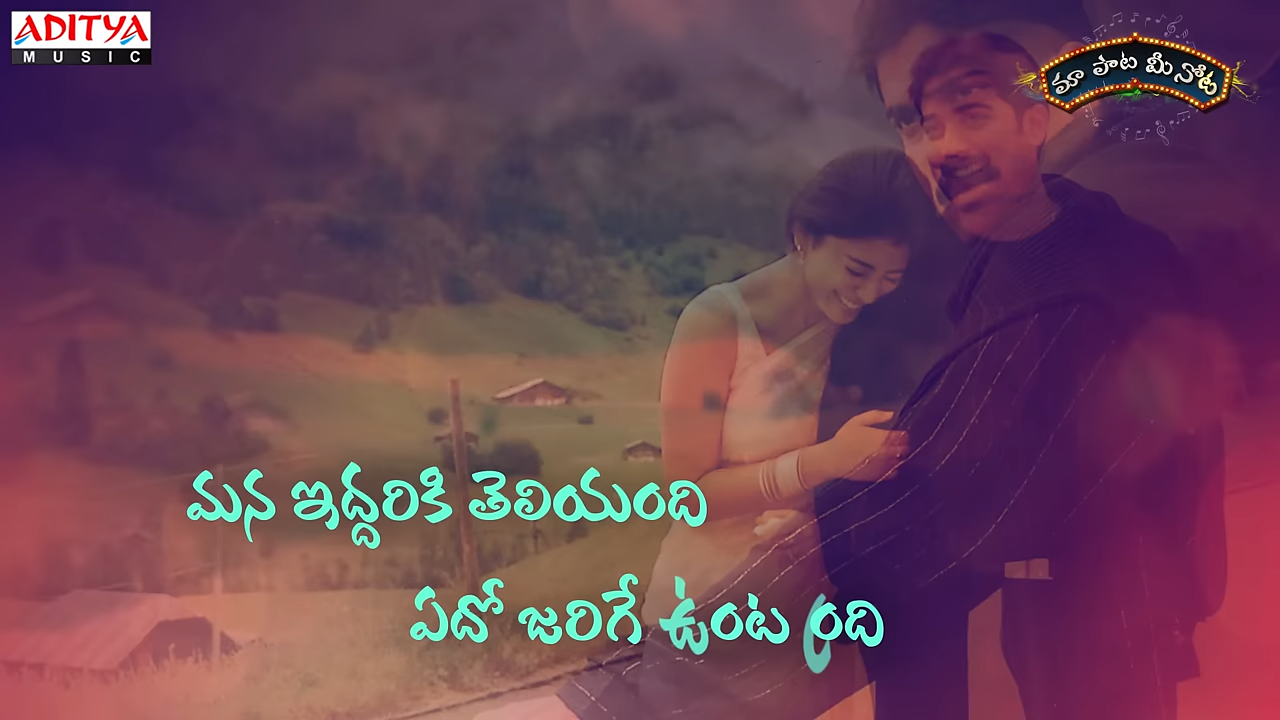 ADITYA
MUSIC
మా పాట మీ నోట
మన ఇద్దరికి తెలియంది
ఏదో జరిగే ఉంటుంది